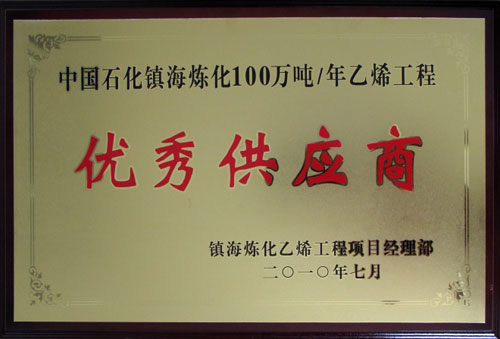 中国石化镇海炼化100万吨/年乙烯工程
优秀供应商
镇海炼化乙烯工程项目经理部
二〇一〇年七月